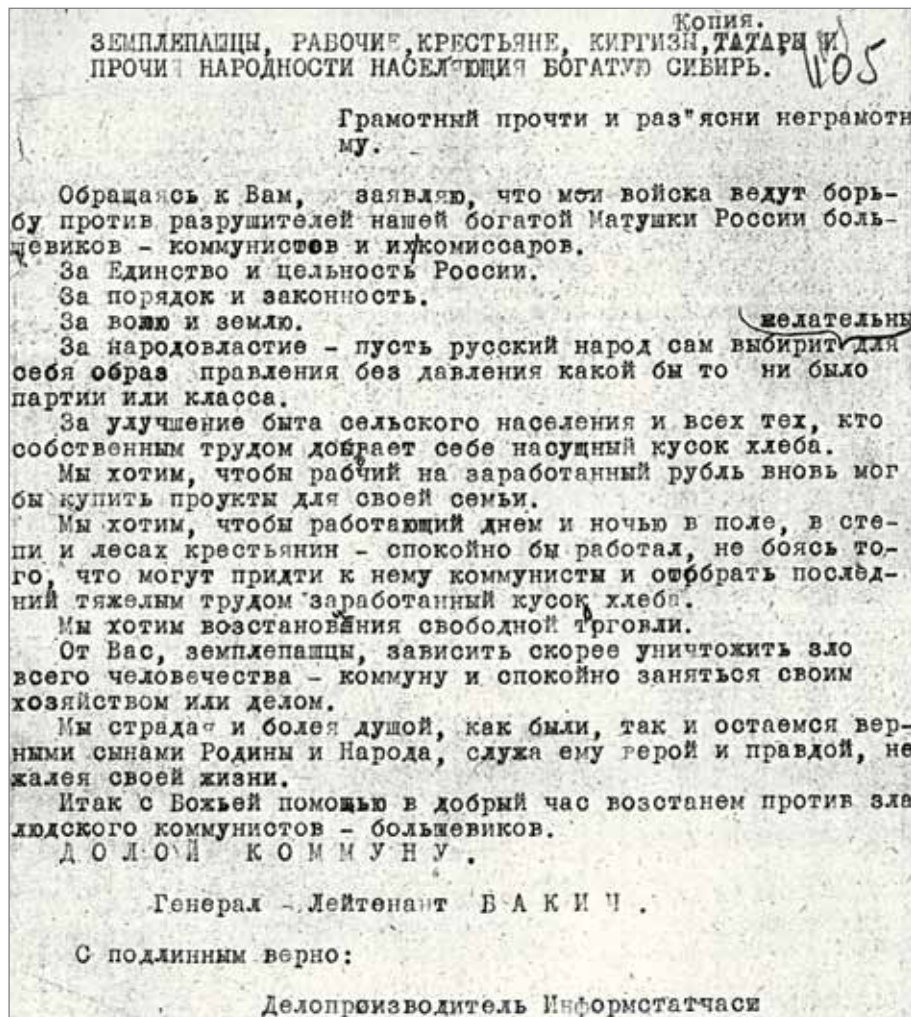 Копия.
ЗЕМПЛЕПАШЦЫ, РАБОЧИЕ,КРЕСТЬЯНЕ, КИРГИЗЫ,ТАТАРЫ И
ПРОЧИЯ НАРОДНОСТИ НАСЕЛЯЮЩИЯ БОГАТУЮ СИБИРЬ.
Грамотный прочти и раз"ясни неграмотн
му.
Обращаясь к Вам, заявляю, что мои войска ведут борь-
бу против разрушителей нашей богатой Матушки России боль-
шевиков - коммунистов и их комиссаров.
За Единство и цельность России.
За порядок и законность.
За волю и землю.
желательны
За народовластие - пусть русский народ сам выбирит для
себя образ правления без давления какой бы то ни было
партии или класса.
За улучшение быта сельского населения и всех тех, кто
собственным трудом добывает себе насущный кусок хлеба.
Мы хотим, чтобы рабчий на заработанный рубль вновь мог
бы купить проукты для своей семьи.
Мы хотим, чтобы работающий днем и ночью в поле, в сте-
пи и лесах крестьянин - спокойно бы работал, не боясь то-
го, что могут придти к нему коммунисты и отобрать послед-
ний тяжелым трудом заработанный кусок хлеба.
Мы хотим возстановения свободной торговли.
От Вас, земплепашцы, зависить скорее уничтожить зло
всего человечества - коммуну и спокойно заняться своим
хозяйством или делом.
Мы страдая и болея душой, как были, так и остаемся вер-
ными сынами Родины и Народа, служа ему верой и правдой, не
жалея своей жизни.
Итак с Божьей помощью в добрый час возстанем против зла
людского коммунистов - большевиков.
ДОЛОЙ КОММУНУ.
Генерал - Лейтенант БАКИЧ.
С подлинным верно:
Делопроизводитель Информстатчаси